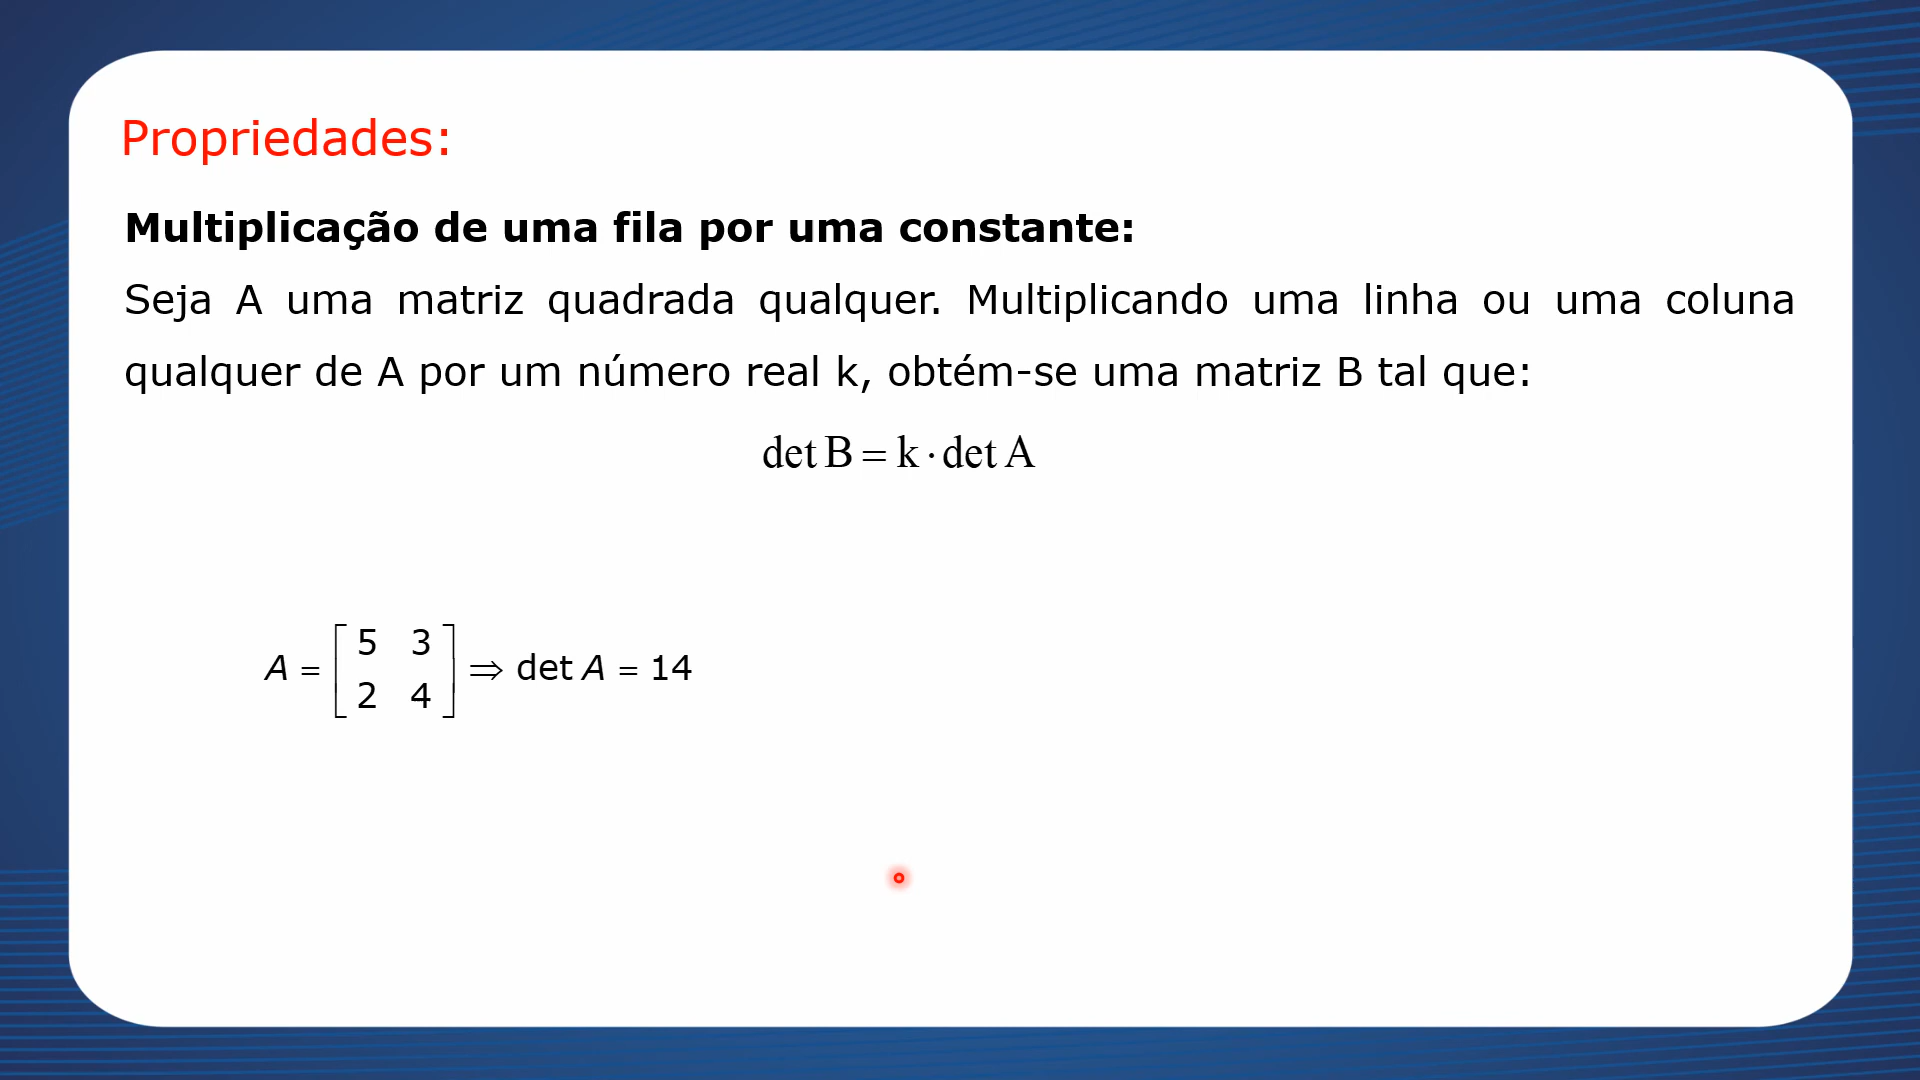 Propriedades:
Multiplicação de uma fila por uma constante:
Seja A uma matriz quadrada qualquer. Multiplicando uma linha ou uma coluna
qualquer de A por um número real k, obtém-se uma matriz B tal que:
det B = k · det A
A = [ 5 3 ; 2 4 ] ⇒ det A = 14